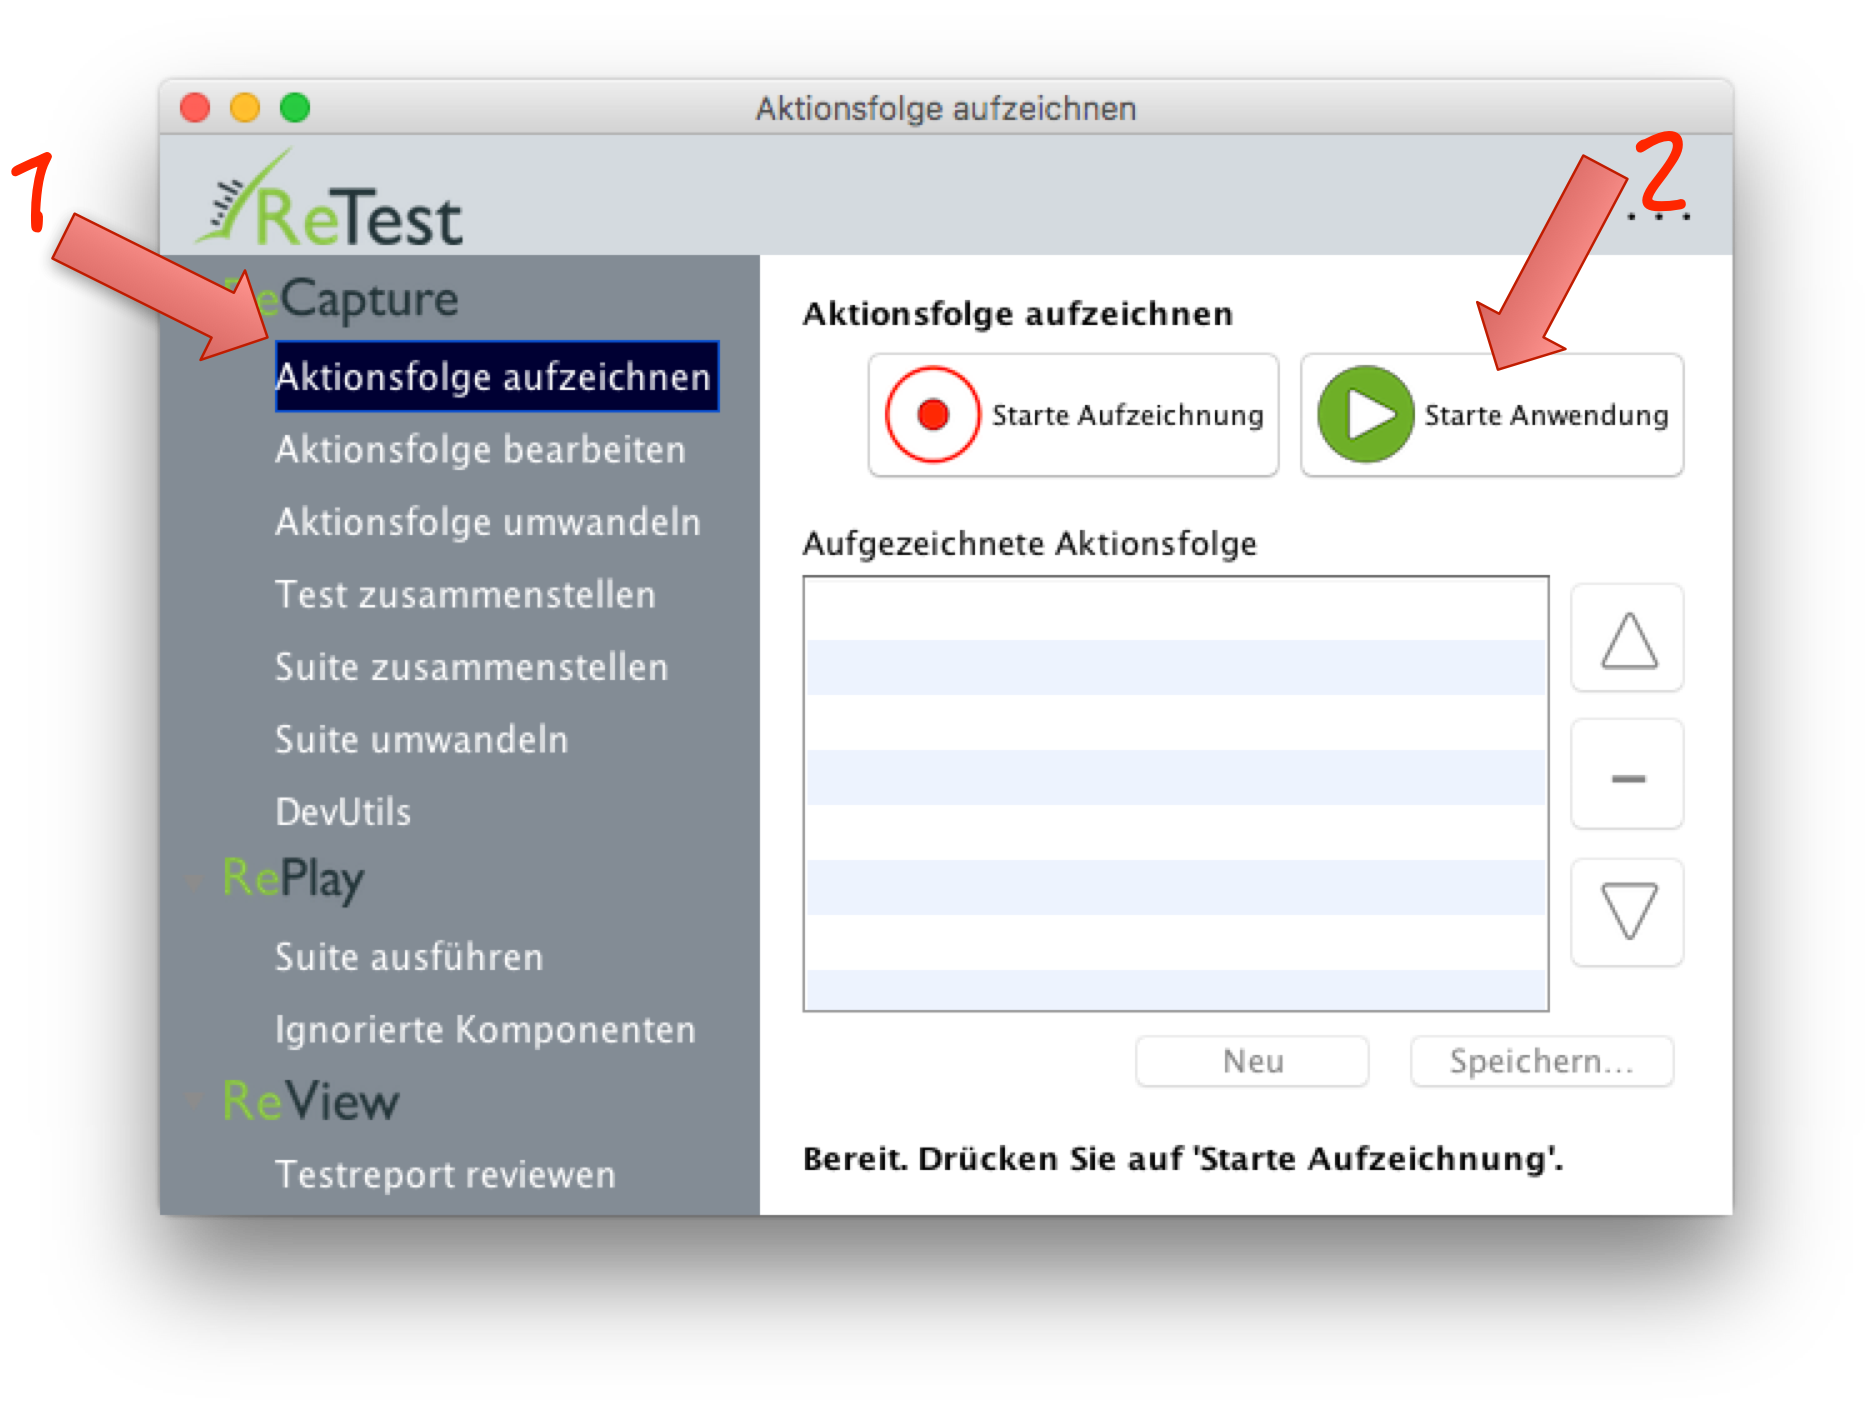 Aktionsfolge aufzeichnen
1
2
ReTest
...
ReCapture
Aktionsfolge aufzeichnen
Aktionsfolge bearbeiten
Aktionsfolge umwandeln
Test zusammenstellen
Suite zusammenstellen
Suite umwandeln
DevUtils
RePlay
Suite ausführen
Ignorierte Komponenten
ReView
Testreport reviewen
Aktionsfolge aufzeichnen
Starte Aufzeichnung
Starte Anwendung
Aufgezeichnete Aktionsfolge
Neu
Speichern...
Bereit. Drücken Sie auf 'Starte Aufzeichnung'.